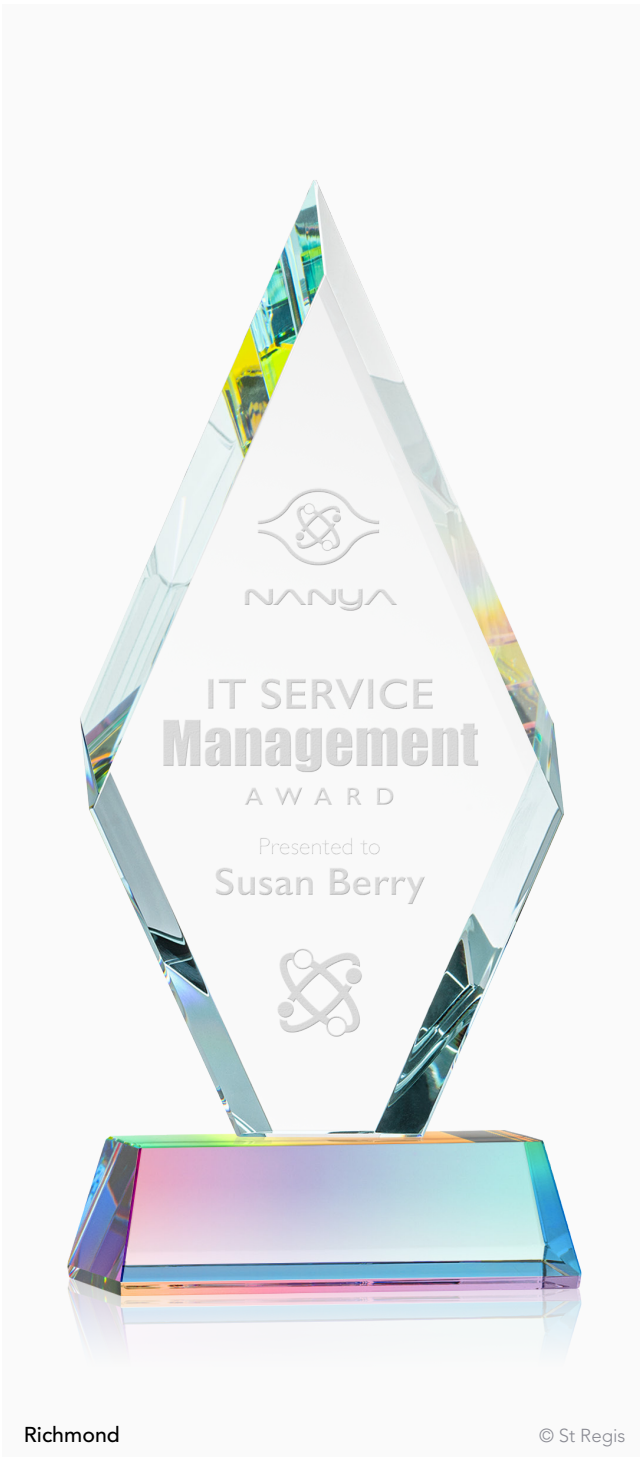 NANYA
IT SERVICE
Management
AWARD
Presented to
Susan Berry
Richmond
© St Regis